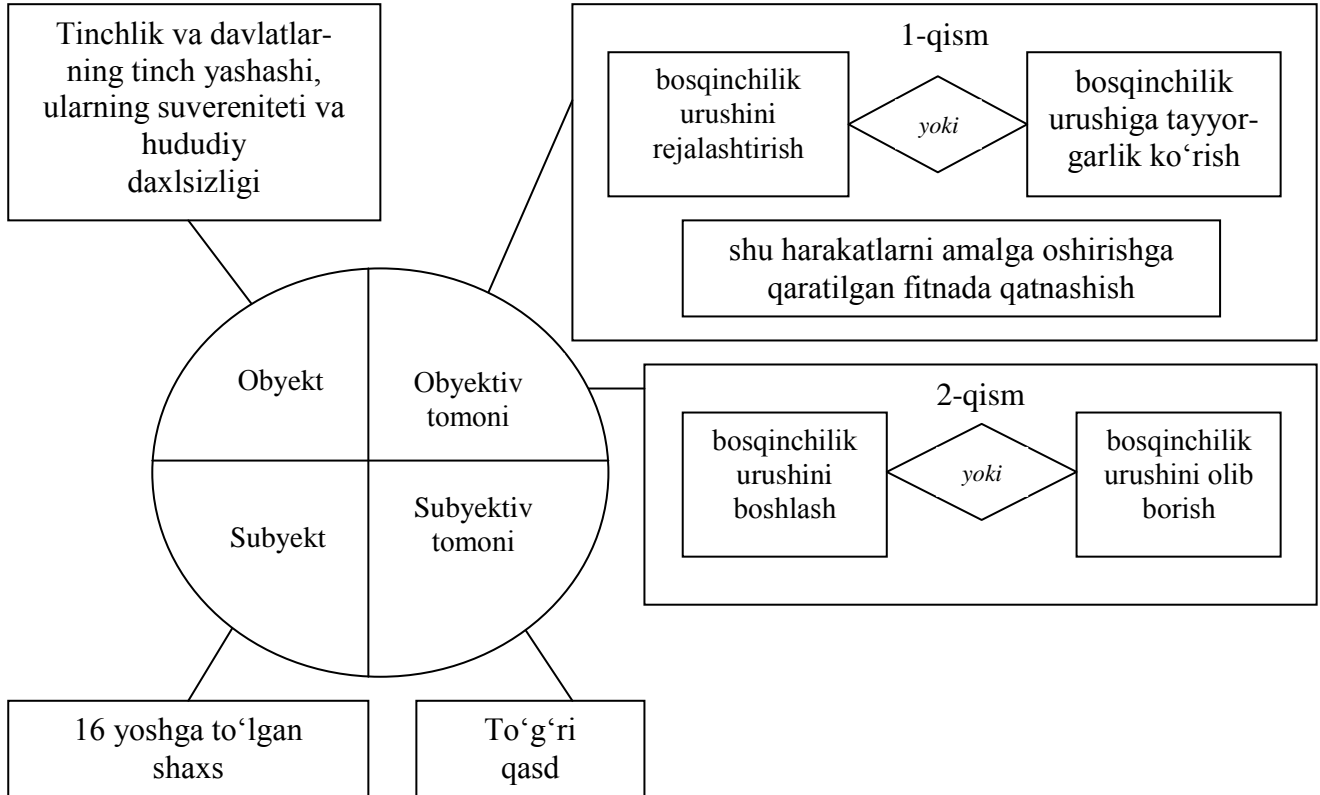 Tinchlik va davlatlar-
ning tinch yashashi,
ularning suvereniteti va
hududiy
daxlsizligi
1-qism
bosqinchilik
urushini
rejalashtirish
yoki
bosqinchilik
urushiga tayyor-
garlik ko‘rish
shu harakatlarni amalga oshirishga
qaratilgan fitnada qatnashish
Obyekt
Obyektiv
tomoni
2-qism
bosqinchilik
urushini
boshlash
yoki
bosqinchilik
urushini olib
borish
Subyekt
Subyektiv
tomoni
16 yoshga to‘lgan
shaxs
To‘g‘ri
qasd